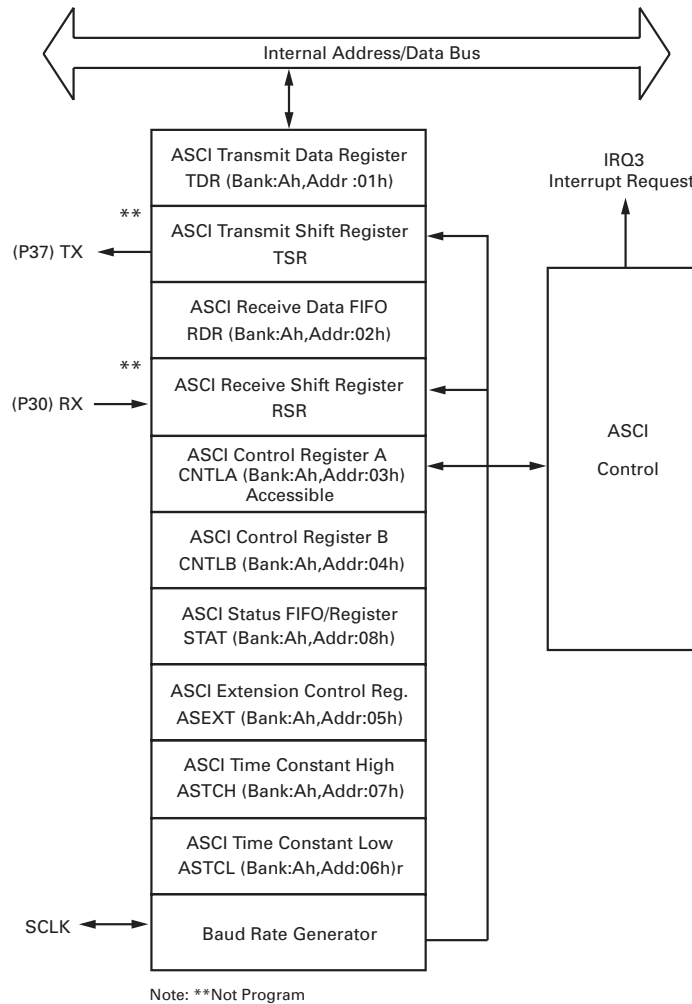 Internal Address/Data Bus
ASCI Transmit Data Register
TDR (Bank:Ah,Addr :01h)
IRQ3
Interrupt Request
**
ASCI Transmit Shift Register
TSR
(P37) TX
ASCI Receive Data FIFO
RDR (Bank:Ah,Addr:02h)
**
ASCI Receive Shift Register
RSR
(P30) RX
ASCI Control Register A
CNTLA (Bank:Ah,Addr:03h)
Accessible
ASCI
Control
ASCI Control Register B
CNTLB (Bank:Ah,Addr:04h)
ASCI Status FIFO/Register
STAT (Bank:Ah,Addr:08h)
ASCI Extension Control Reg.
ASEXT (Bank:Ah,Addr:05h)
ASCI Time Constant High
ASTCH (Bank:Ah,Addr:07h)
ASCI Time Constant Low
ASTCL (Bank:Ah,Add:06h)r
SCLK
Baud Rate Generator
Note: **Not Program